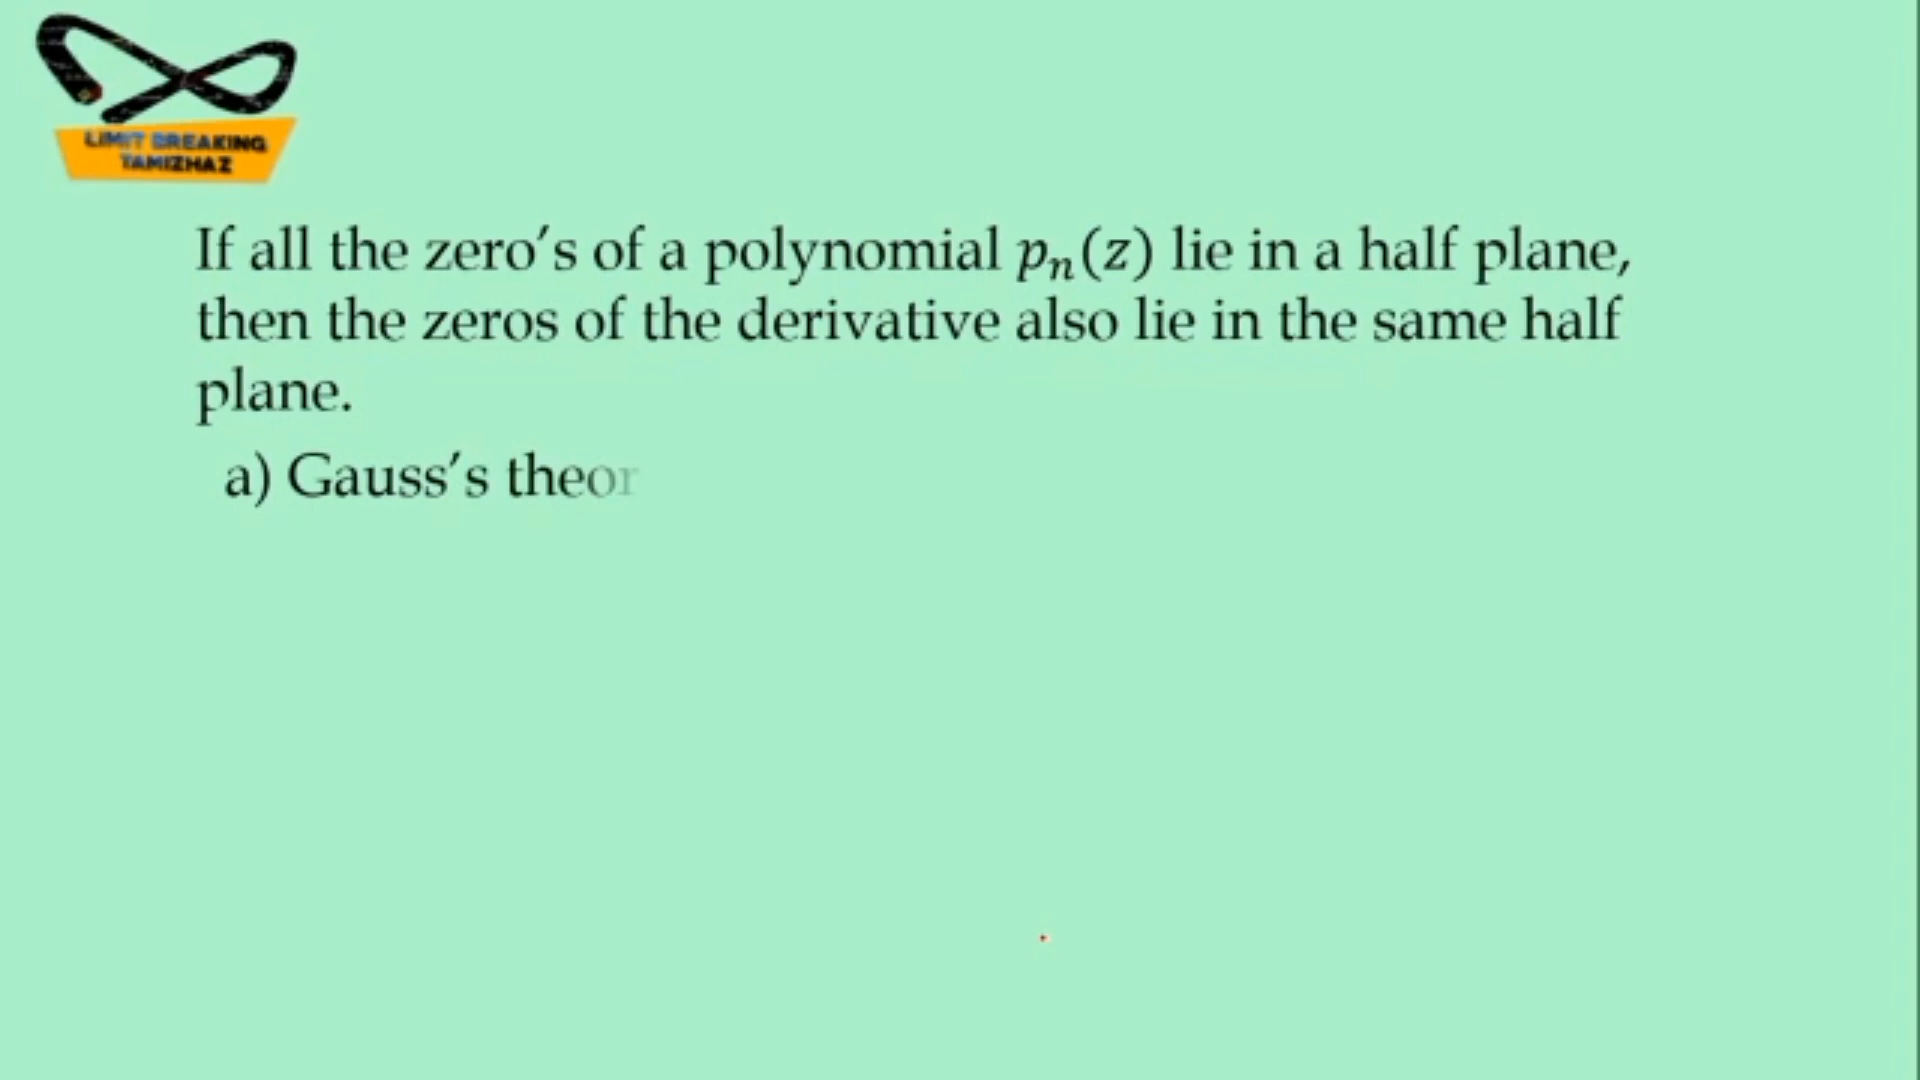 LIMIT BREAKING
TAMIZHAZ
If all the zero's of a polynomial pₙ(z) lie in a half plane,
then the zeros of the derivative also lie in the same half
plane.
a) Gauss's theor